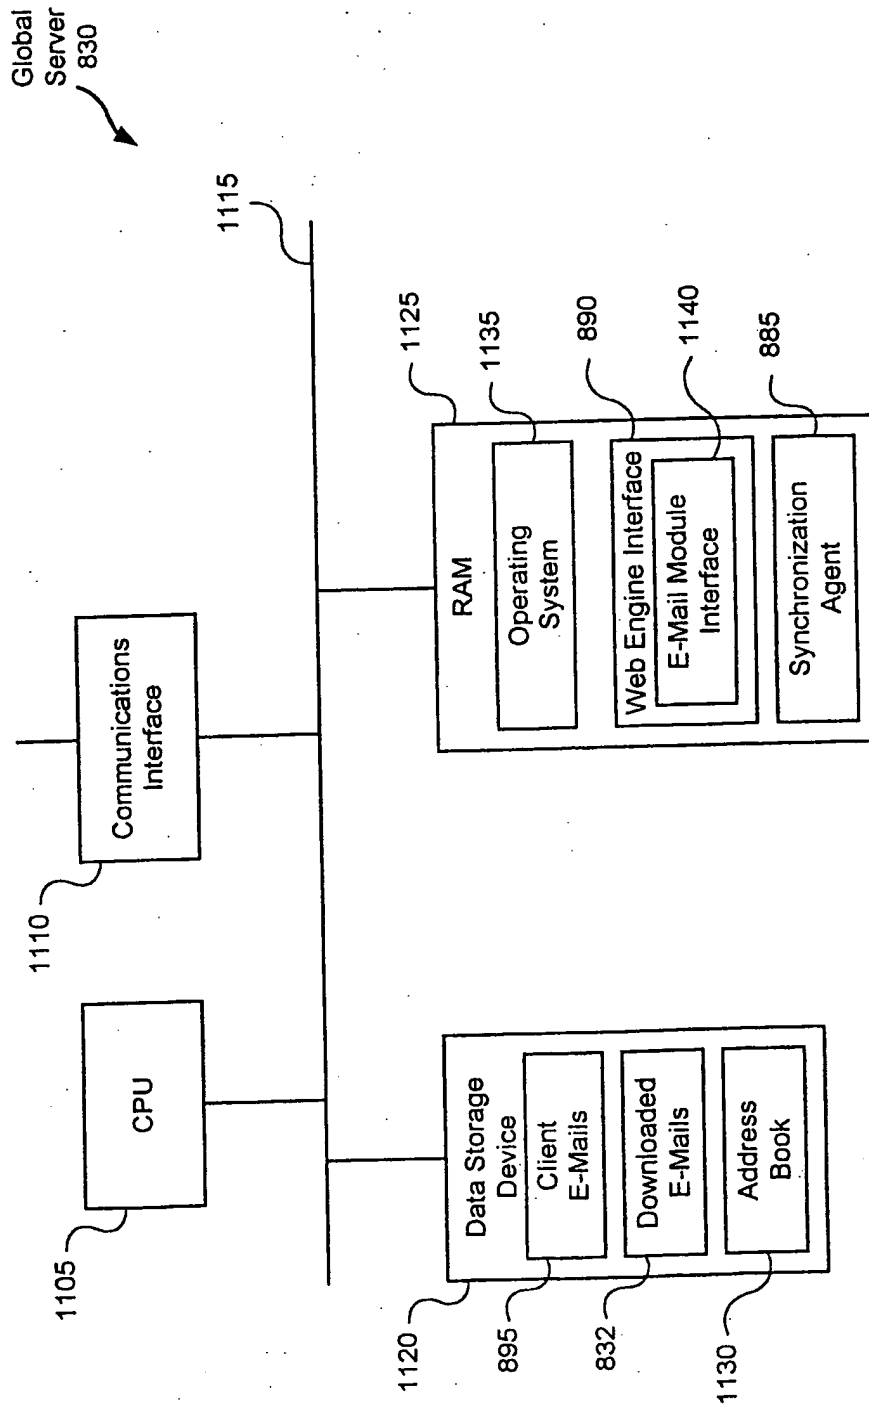 Global
Server
830
1105
CPU
1110
Communications
Interface
1115
1120
Data Storage
Device
895
Client
E-Mails
832
Downloaded
E-Mails
1130
Address
Book
1125
RAM
1135
Operating
System
890
Web Engine Interface
1140
E-Mail Module
Interface
885
Synchronization
Agent